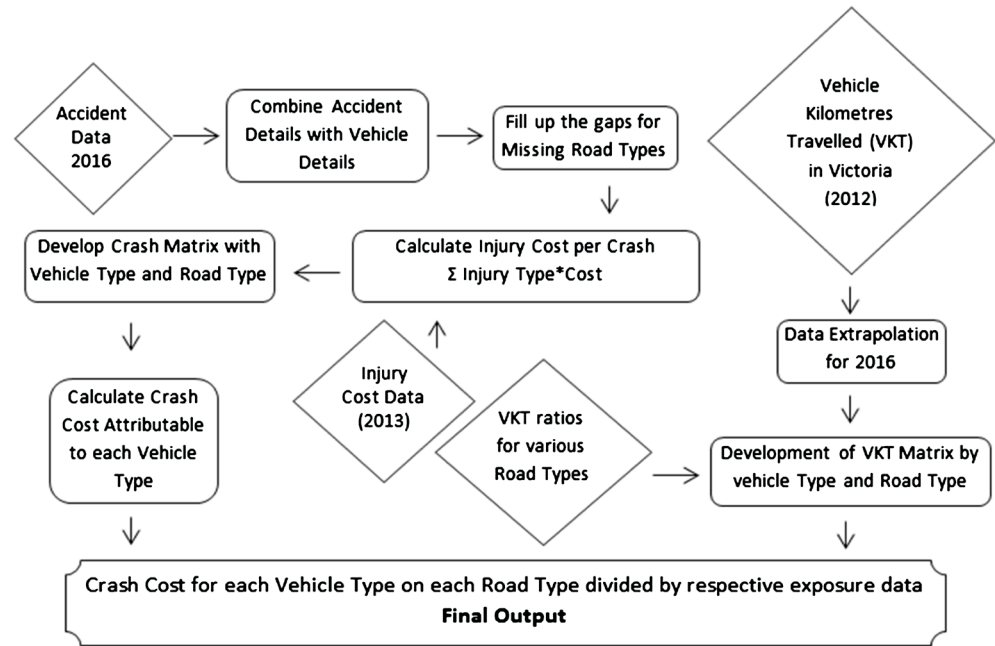 Accident
Data
2016
Combine Accident
Details with Vehicle
Details
Fill up the gaps for
Missing Road Types
Vehicle
Kilometres
Travelled (VKT)
in Victoria
(2012)
Develop Crash Matrix with
Vehicle Type and Road Type
Calculate Injury Cost per Crash
Σ Injury Type*Cost
Data Extrapolation
for 2016
Injury
Cost Data
(2013)
Calculate Crash
Cost Attributable
to each Vehicle
Type
VKT ratios
for various
Road Types
Development of VKT Matrix by
vehicle Type and Road Type
Crash Cost for each Vehicle Type on each Road Type divided by respective exposure data
Final Output